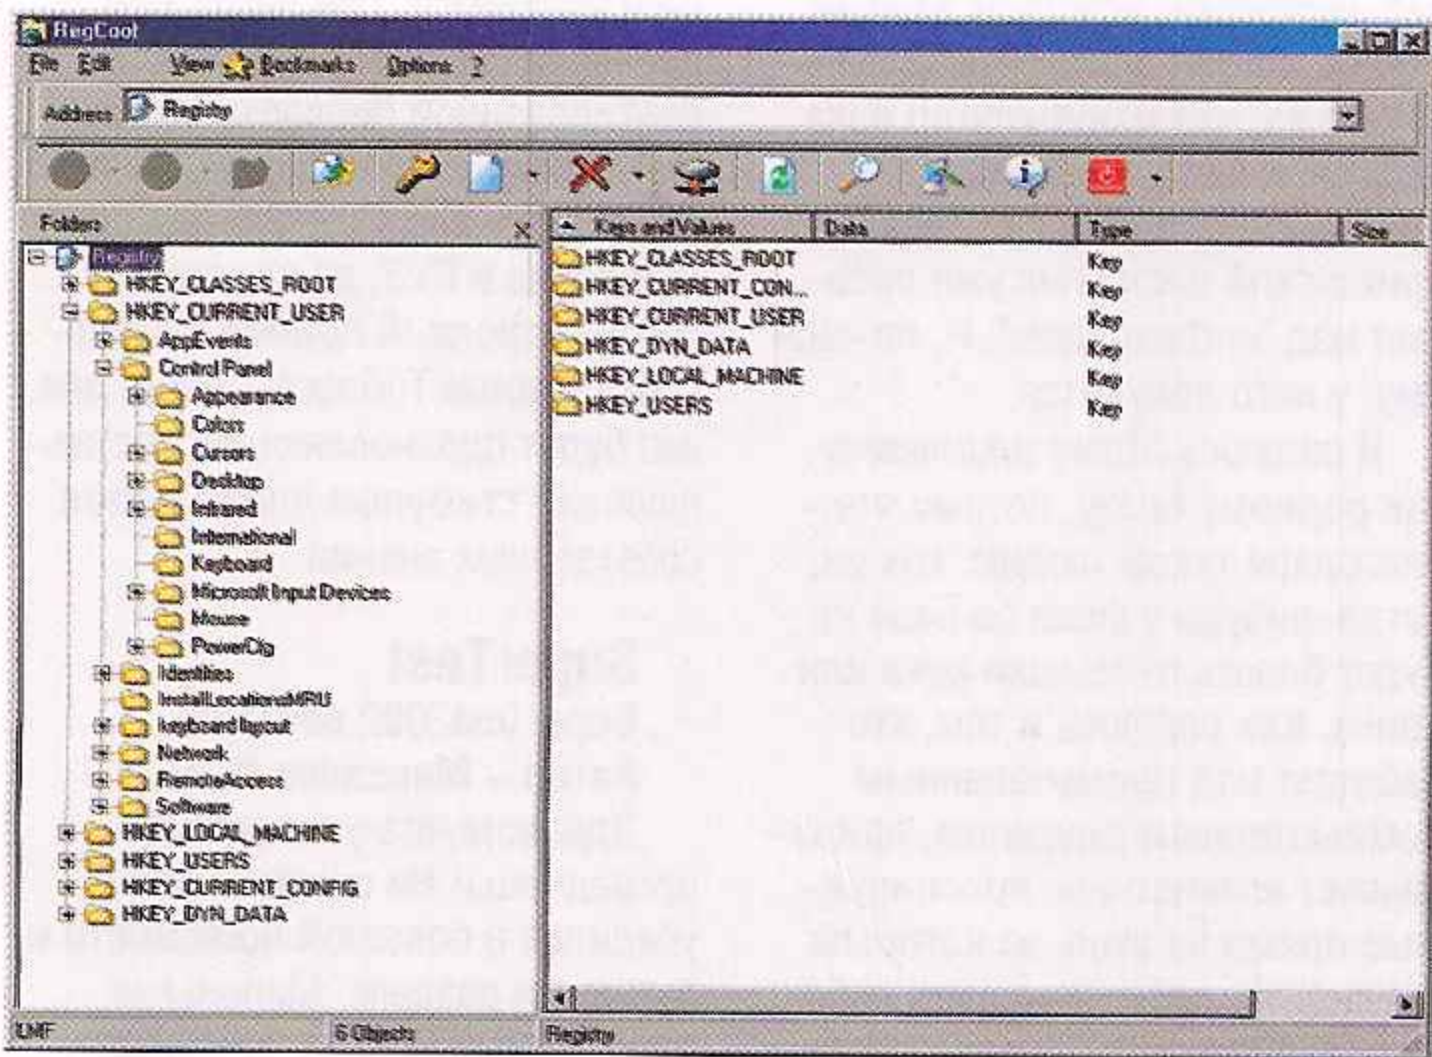 RegCool
File Edit View Bookmarks Options ?
Address Registry
Folders
Registry
HKEY_CLASSES_ROOT
HKEY_CURRENT_USER
AppEvents
Control Panel
Appearance
Colors
Cursors
Desktop
Infrared
International
Keyboard
Microsoft Input Devices
Mouse
PowerCfg
Identities
InstallLocationsMRU
keyboard layout
Network
RemoteAccess
Software
HKEY_LOCAL_MACHINE
HKEY_USERS
HKEY_CURRENT_CONFIG
HKEY_DYN_DATA
Keys and Values Data Type Size
HKEY_CLASSES_ROOT Key
HKEY_CURRENT_CON... Key
HKEY_CURRENT_USER Key
HKEY_DYN_DATA Key
HKEY_LOCAL_MACHINE Key
HKEY_USERS Key
6 Objects Registry